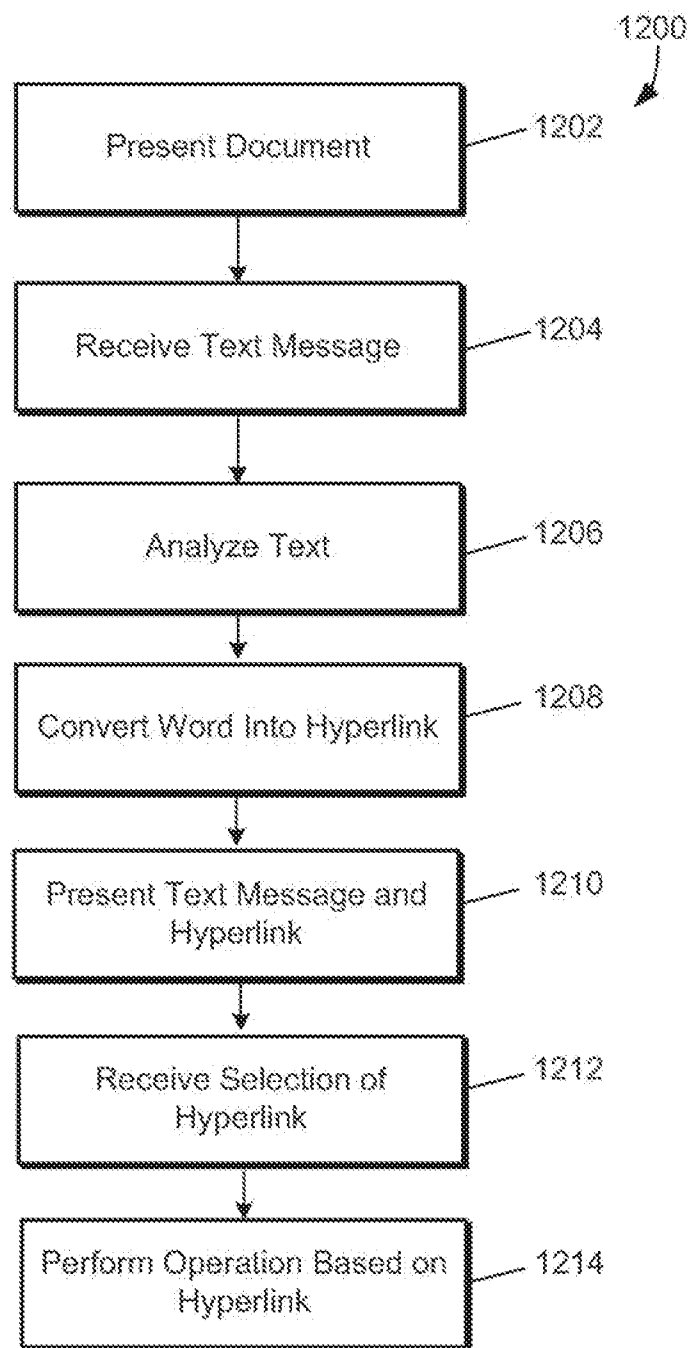 1200
Present Document
1202
Receive Text Message
1204
Analyze Text
1206
Convert Word Into Hyperlink
1208
Present Text Message and
Hyperlink
1210
Receive Selection of
Hyperlink
1212
Perform Operation Based on
Hyperlink
1214